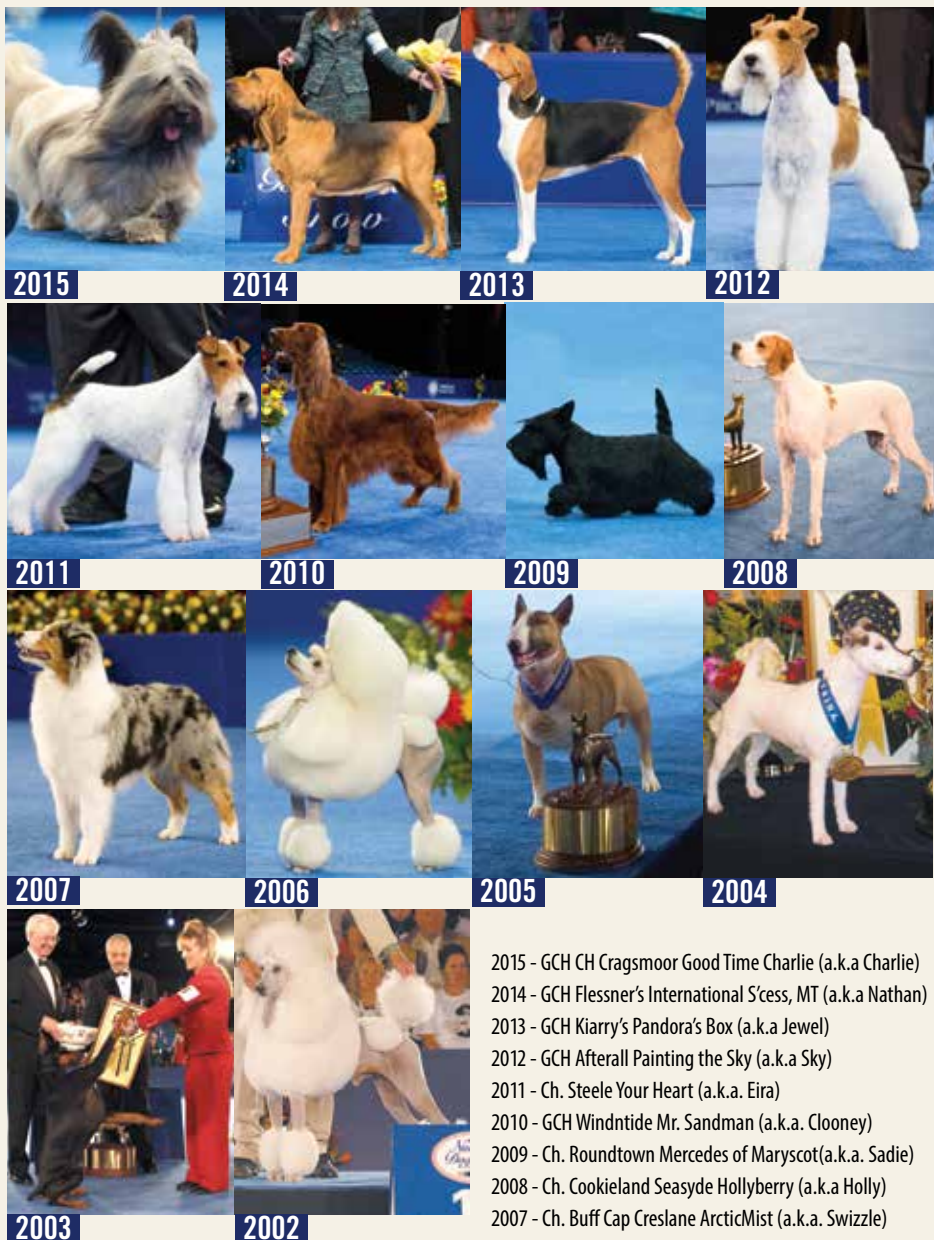 2015
2014
2013
2012
2011
2010
2009
2008
2007
2006
2005
2004
2003
2002
2015 - GCH CH Cragsmoor Good Time Charlie (a.k.a Charlie)
2014 - GCH Flessner's International S'cess, MT (a.k.a Nathan)
2013 - GCH Kiarry's Pandora's Box (a.k.a Jewel)
2012 - GCH Afterall Painting the Sky (a.k.a Sky)
2011 - Ch. Steele Your Heart (a.k.a. Eira)
2010 - GCH Windntide Mr. Sandman (a.k.a. Clooney)
2009 - Ch. Roundtown Mercedes of Maryscot(a.k.a. Sadie)
2008 - Ch. Cookieland Seasyde Hollyberry (a.k.a Holly)
2007 - Ch. Buff Cap Creslane ArcticMist (a.k.a. Swizzle)